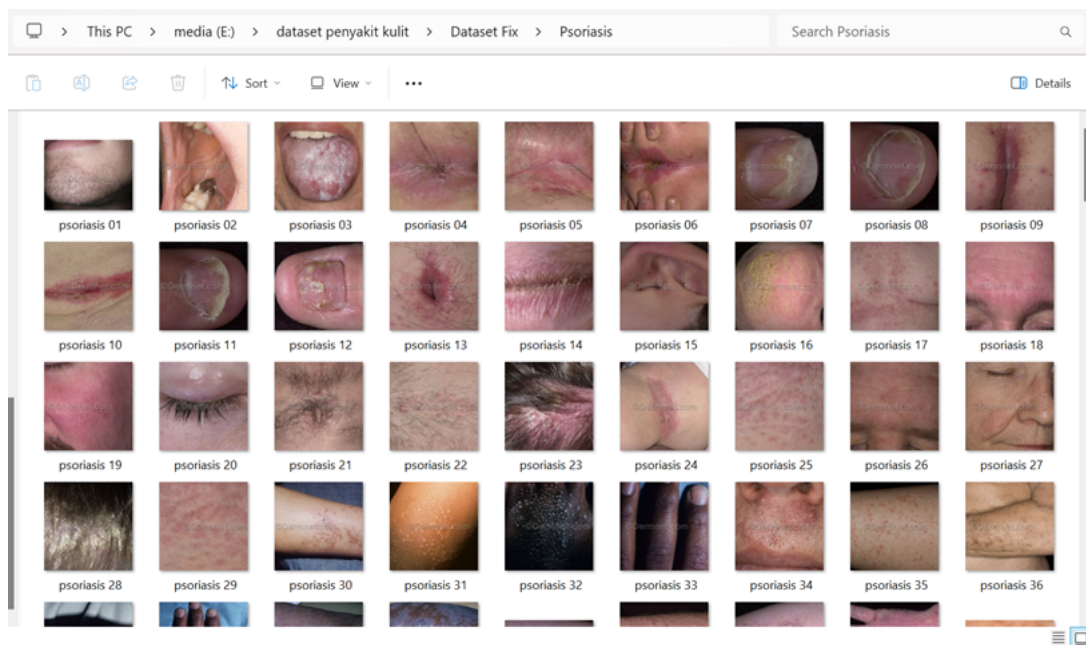 This PC > media (E:) > dataset penyakit kulit > Dataset Fix > Psoriasis
Search Psoriasis
Sort
View
Details
psoriasis 01 psoriasis 02 psoriasis 03 psoriasis 04 psoriasis 05 psoriasis 06 psoriasis 07 psoriasis 08 psoriasis 09
psoriasis 10 psoriasis 11 psoriasis 12 psoriasis 13 psoriasis 14 psoriasis 15 psoriasis 16 psoriasis 17 psoriasis 18
psoriasis 19 psoriasis 20 psoriasis 21 psoriasis 22 psoriasis 23 psoriasis 24 psoriasis 25 psoriasis 26 psoriasis 27
psoriasis 28 psoriasis 29 psoriasis 30 psoriasis 31 psoriasis 32 psoriasis 33 psoriasis 34 psoriasis 35 psoriasis 36